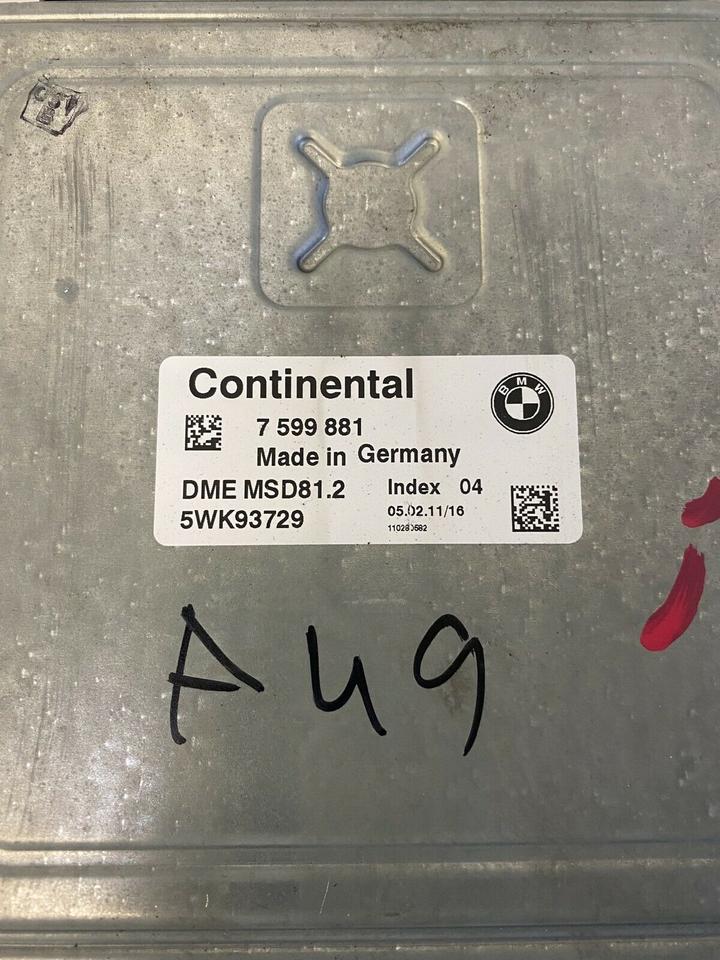 Continental
BMW
7 599 881
Made in Germany
DME MSD81.2 Index 04
5WK93729 05.02.11/16
A49